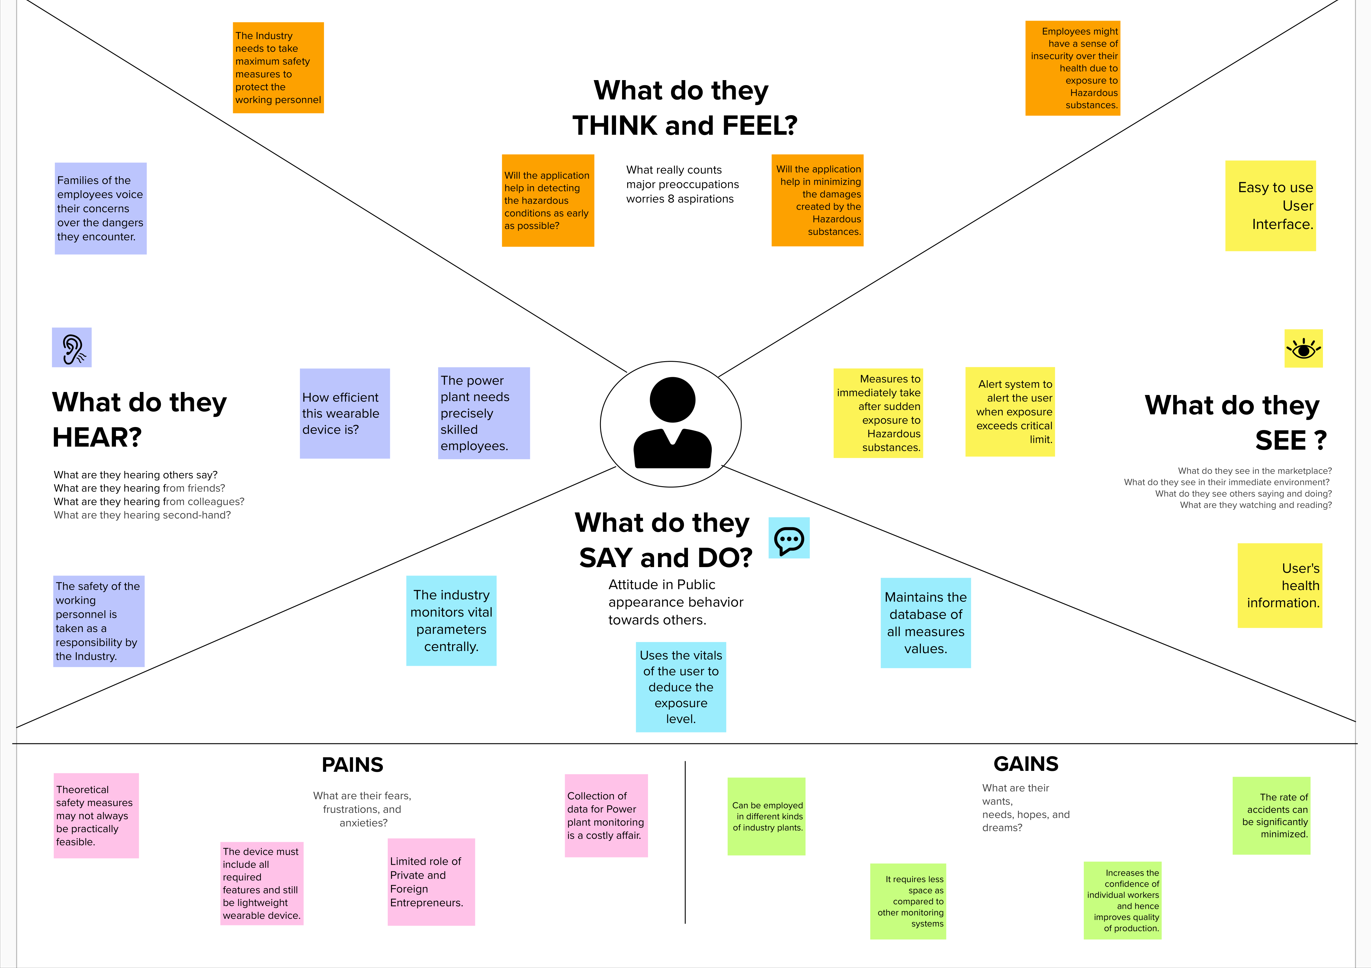 The Industry
needs to take
maximum safety
measures to
protect the
working personnel
What do they
THINK and FEEL?
Employees might
have a sense of
insecurity over their
health due to
exposure to
Hazardous
substances.
Will the application
help in detecting
the hazardous
conditions as early
as possible?
What really counts
major preoccupations
worries 8 aspirations
Will the application
help in minimizing
the damages
created by the
Hazardous
substances.
Families of the
employees voice
their concerns
over the dangers
they encounter.
What do they
HEAR?
What are they hearing others say?
What are they hearing from friends?
What are they hearing from colleagues?
What are they hearing second-hand?
How efficient
this wearable
device is?
The power
plant needs
precisely
skilled
employees.
The safety of the
working
personnel is
taken as a
responsibility by
the Industry.
Easy to use
User
Interface.
Measures to
immediately take
after sudden
exposure to
Hazardous
substances.
Alert system to
alert the user
when exposure
exceeds critical
limit.
What do they
SEE ?
What do they see in the marketplace?
What do they see in their immediate environment?
What do they see others saying and doing?
What are they watching and reading?
User's
health
information.
What do they
SAY and DO?
Attitude in Public
appearance behavior
towards others.
The industry
monitors vital
parameters
centrally.
Uses the vitals
of the user to
deduce the
exposure
level.
Maintains the
database of
all measures
values.
PAINS
What are their fears,
frustrations, and
anxieties?
Theoretical
safety measures
may not always
be practically
feasible.
The device must
include all
required
features and still
be lightweight
wearable device.
Limited role of
Private and
Foreign
Entrepreneurs.
Collection of
data for Power
plant monitoring
is a costly affair.
GAINS
What are their
wants,
needs, hopes, and
dreams?
Can be employed
in different kinds
of industry plants.
It requires less
space as
compared to
other monitoring
systems
Increases the
confidence of
individual workers
and hence
improves quality
of production.
The rate of
accidents can
be significantly
minimized.